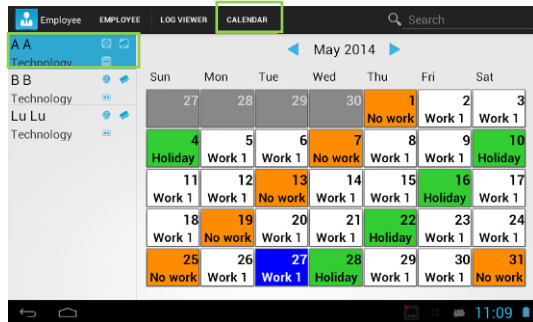 Employee EMPLOYEE LOG VIEWER CALENDAR Search
A A
Technology
B B
Technology
Lu Lu
Technology
May 2014
Sun Mon Tue Wed Thu Fri Sat
27 28 29 30 1 2 3
No work Work 1 Work 1
4 5 6 7 8 9 10
Holiday Work 1 Work 1 No work Work 1 Work 1 Holiday
11 12 13 14 15 16 17
Work 1 Work 1 No work Work 1 Work 1 Holiday Work 1
18 19 20 21 22 23 24
Work 1 No work Work 1 Work 1 Holiday Work 1 Work 1
25 26 27 28 29 30 31
No work Work 1 Work 1 Holiday Work 1 Work 1 No work
11:09